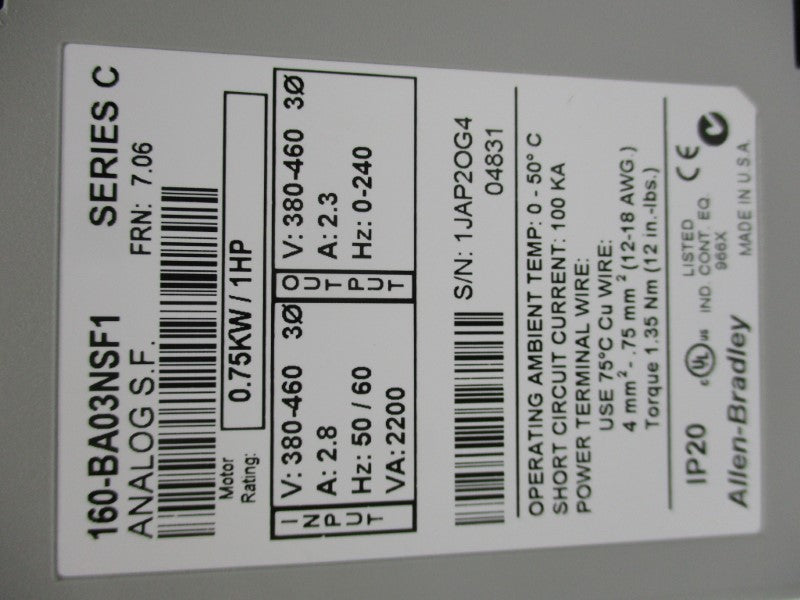 160-BA03NSF1 SERIES C
ANALOG S.F. FRN: 7.06
Motor
Rating: 0.75KW / 1HP
INPUT
V: 380-460 3Ø
A: 2.8
Hz: 50 / 60
VA: 2200
OUTPUT
V: 380-460 3Ø
A: 2.3
Hz: 0-240
S/N: 1JAP2OG4
04831
OPERATING AMBIENT TEMP: 0 - 50° C
SHORT CIRCUIT CURRENT: 100 KA
POWER TERMINAL WIRE:
USE 75°C Cu WIRE:
4 mm² - .75 mm² (12-18 AWG.)
Torque 1.35 Nm (12 in.-lbs.)
IP20 c UL us LISTED CE
IND. CONT. EQ.
966X
Allen-Bradley MADE IN U.S.A.